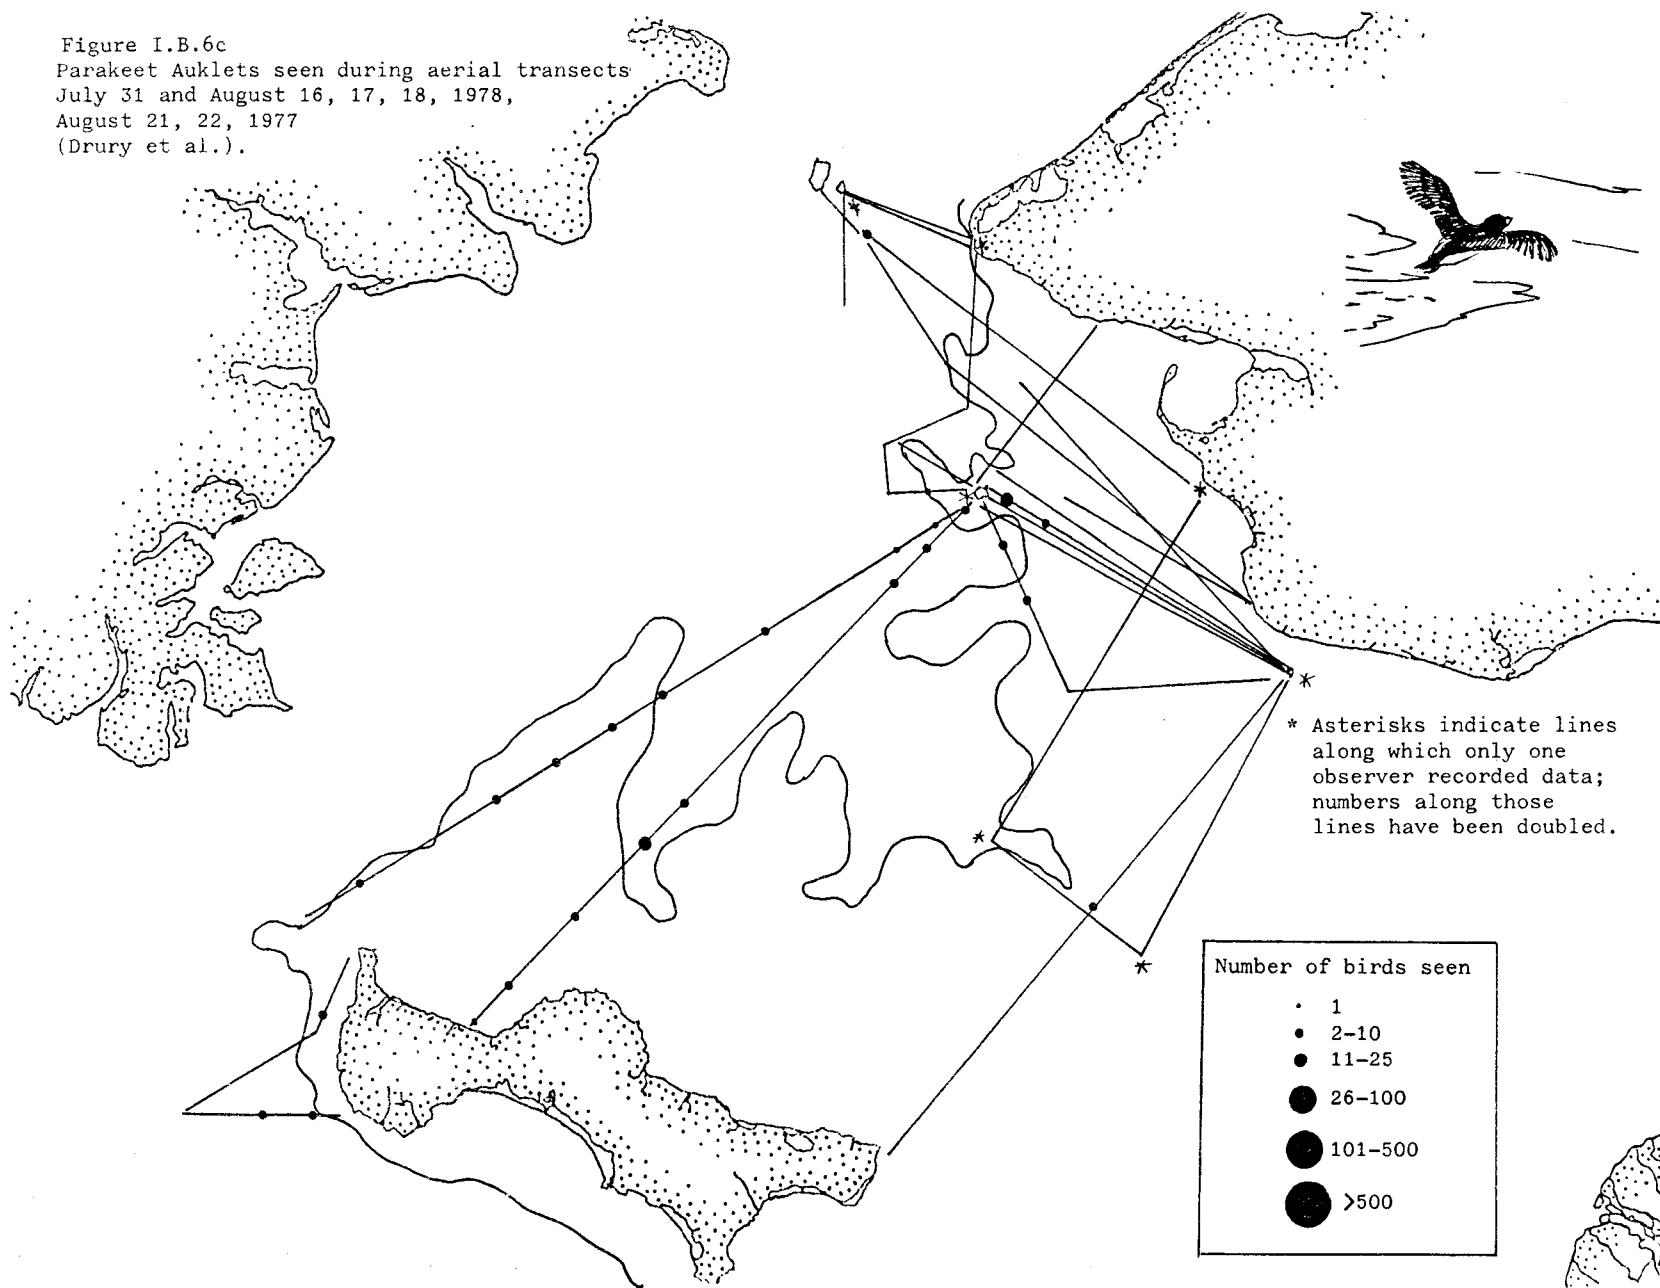 Figure I.B.6c
Parakeet Auklets seen during aerial transects
July 31 and August 16, 17, 18, 1978,
August 21, 22, 1977
(Drury et al.).
* Asterisks indicate lines
along which only one
observer recorded data;
numbers along those
lines have been doubled.
Number of birds seen
1
2-10
11-25
26-100
101-500
>500